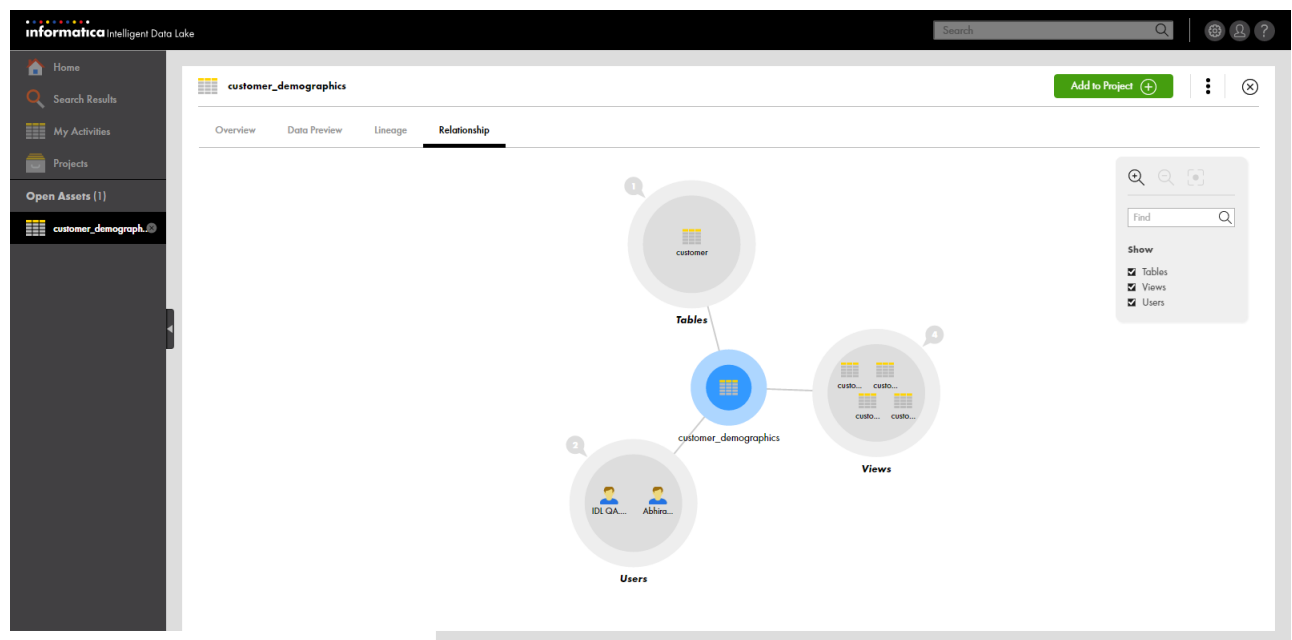 informatica Intelligent Data Lake
Search
?
Home
Search Results
My Activities
Projects
Open Assets (1)
customer_demograph..
customer_demographics
Add to Project
Overview
Data Preview
Lineage
Relationship
Find
Show
Tables
Views
Users
1
customer
Tables
4
custo... custo...
custo... custo...
Views
customer_demographics
2
IDL QA.... Abhira...
Users